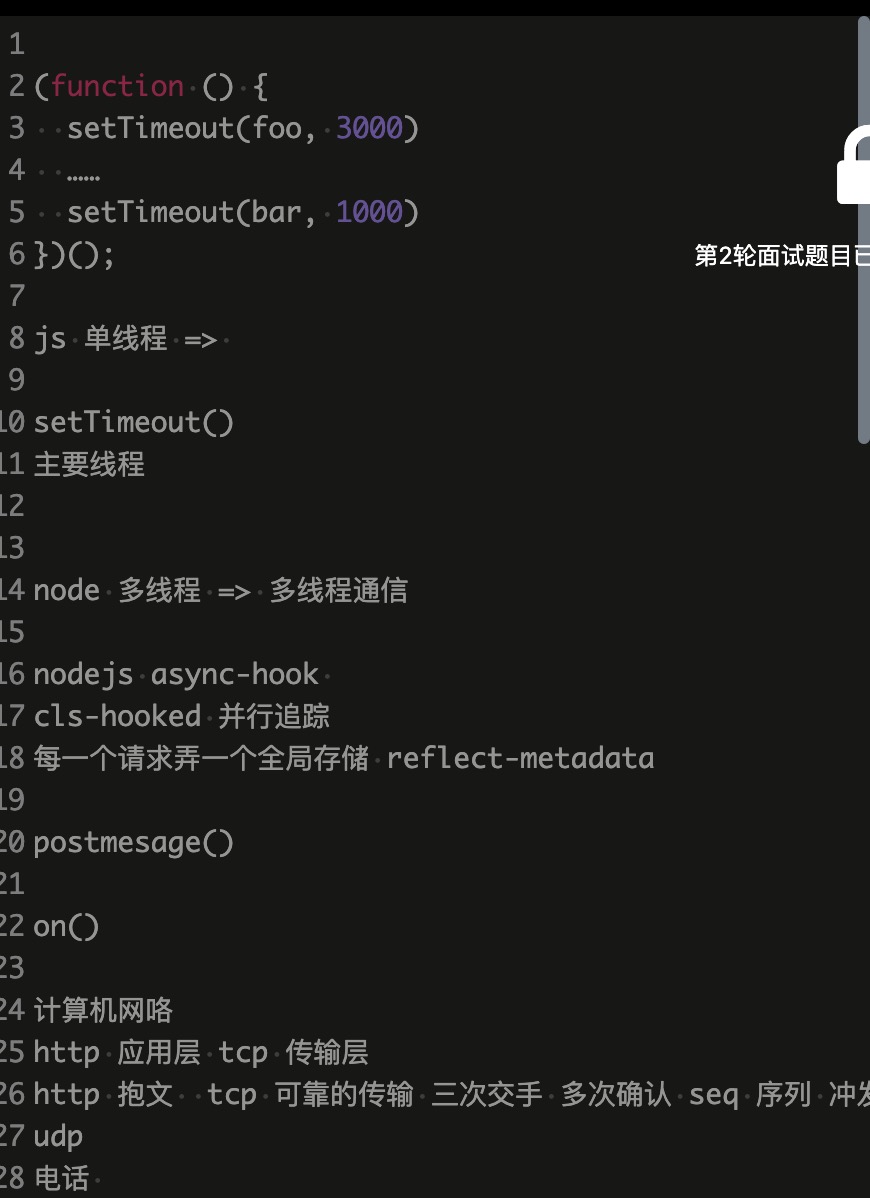 1
2 (function () {
3 setTimeout(foo, 3000)
4 ……
5 setTimeout(bar, 1000)
6 })();
第2轮面试题目已
7
8 js 单线程 =>
9
10 setTimeout()
11 主要线程
12
13
14 node 多线程 => 多线程通信
15
16 nodejs async-hook
17 cls-hooked 并行追踪
18 每一个请求弄一个全局存储 reflect-metadata
19
20 postmesage()
21
22 on()
23
24 计算机网咯
25 http 应用层 tcp 传输层
26 http 抱文 tcp 可靠的传输 三次交手 多次确认 seq 序列 冲发
27 udp
28 电话